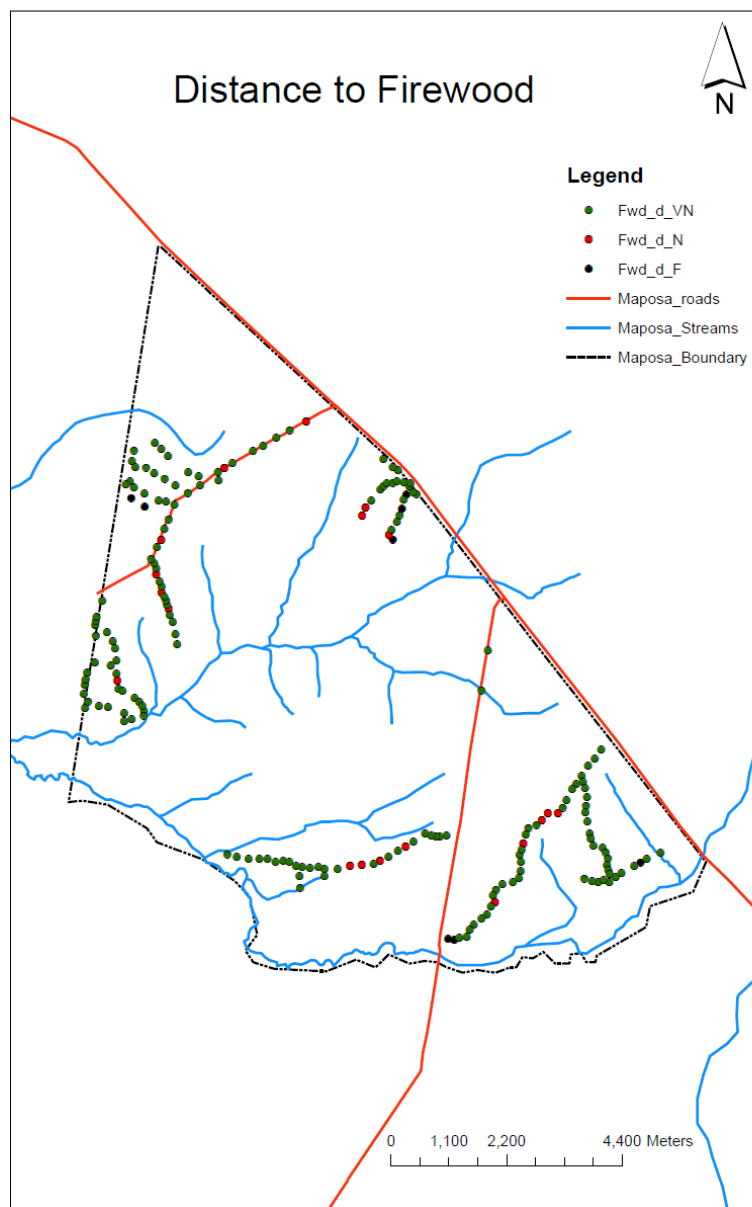 Distance to Firewood
N
Legend
Fwd_d_VN
Fwd_d_N
Fwd_d_F
Maposa_roads
Maposa_Streams
Maposa_Boundary
0 1,100 2,200 4,400 Meters